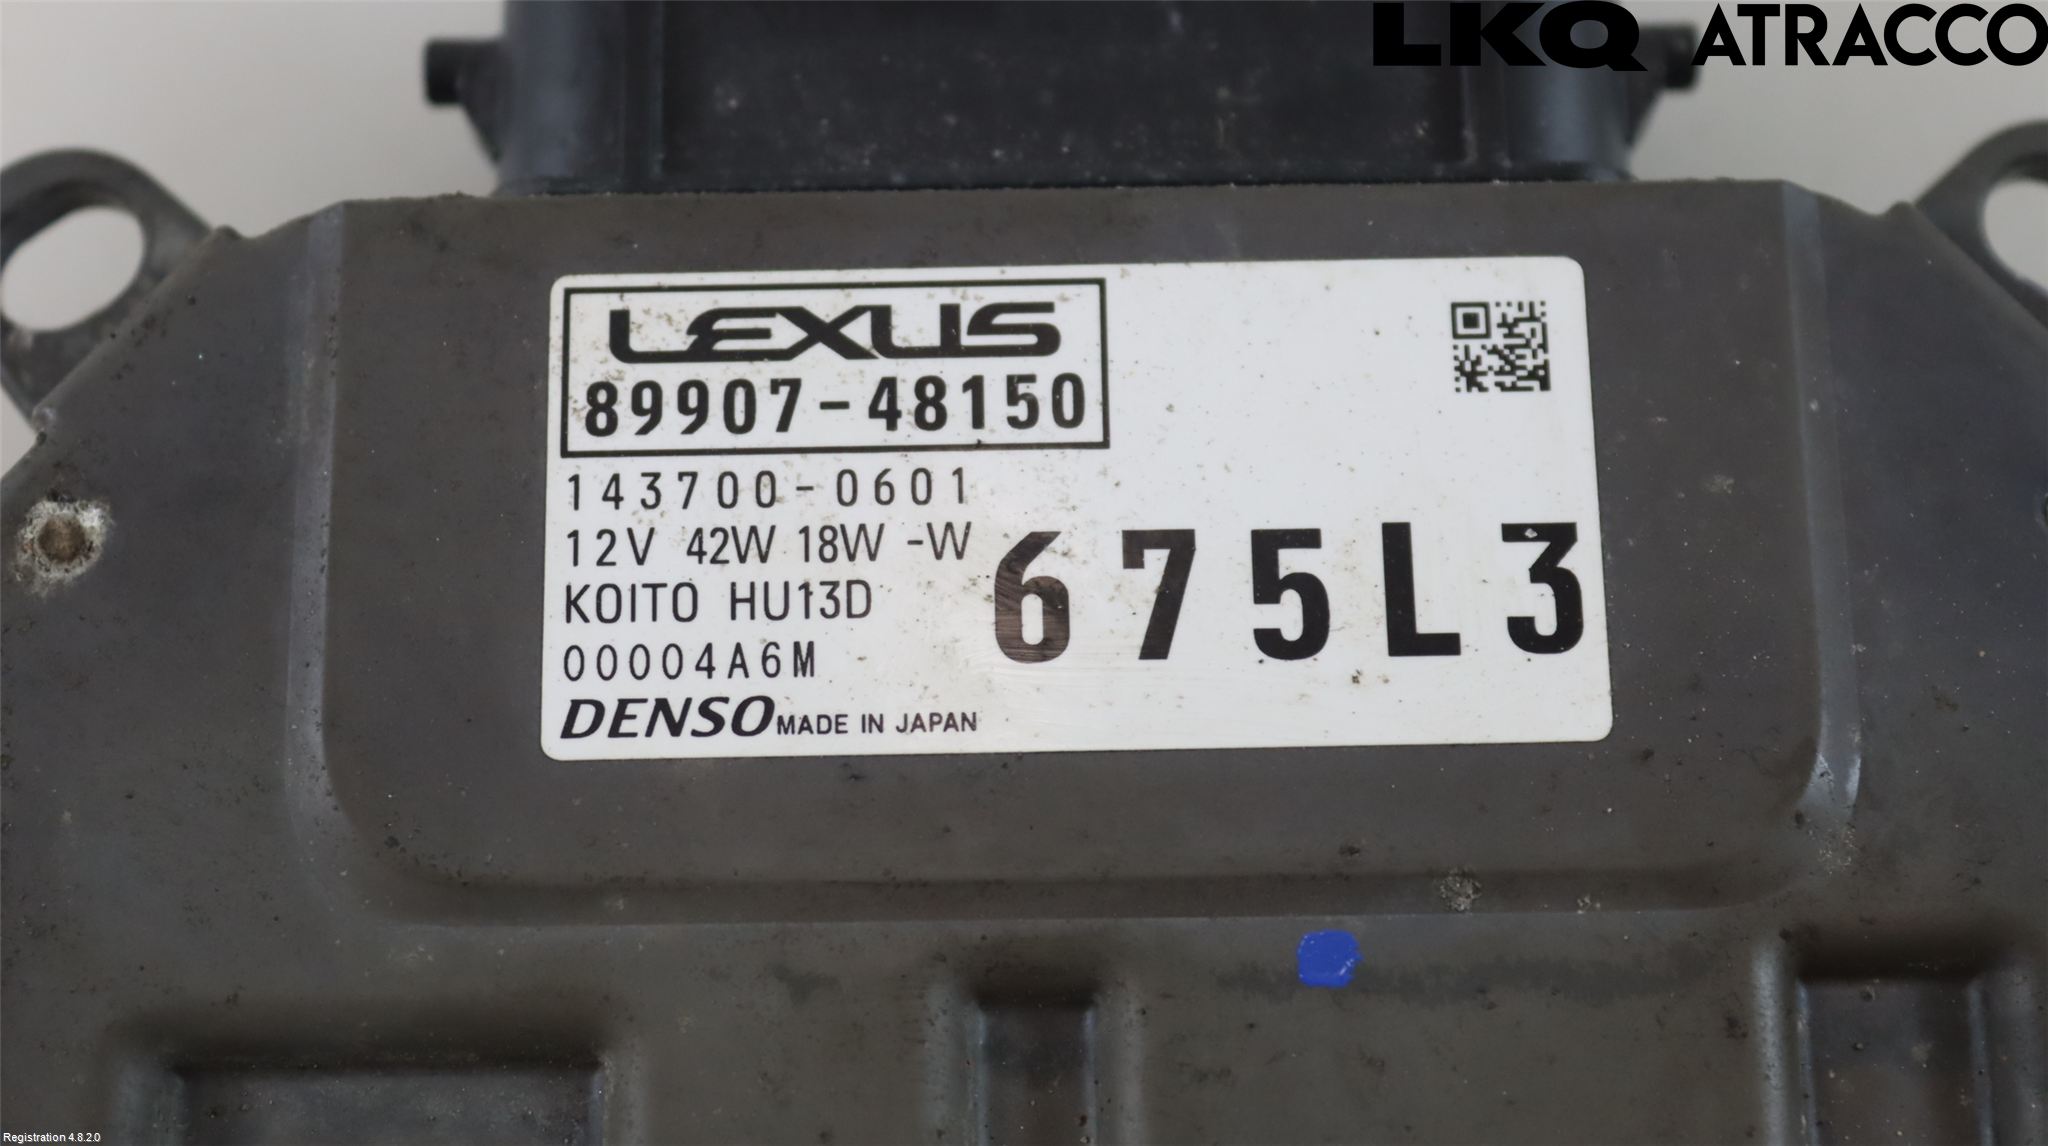 LKQ ATRACCO
LEXUS
89907-48150
143700-0601
12V 42W 18W -W
KOITO HU13D
00004A6M
675L3
DENSO MADE IN JAPAN
Registration 4.8.2.0